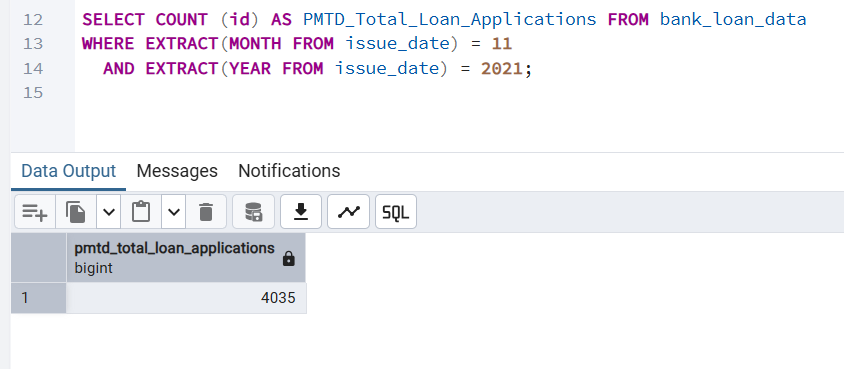 12 SELECT COUNT (id) AS PMTD_Total_Loan_Applications FROM bank_loan_data
13 WHERE EXTRACT(MONTH FROM issue_date) = 11
14 AND EXTRACT(YEAR FROM issue_date) = 2021;
15
Data Output Messages Notifications
SQL
pmtd_total_loan_applications
bigint
1 4035